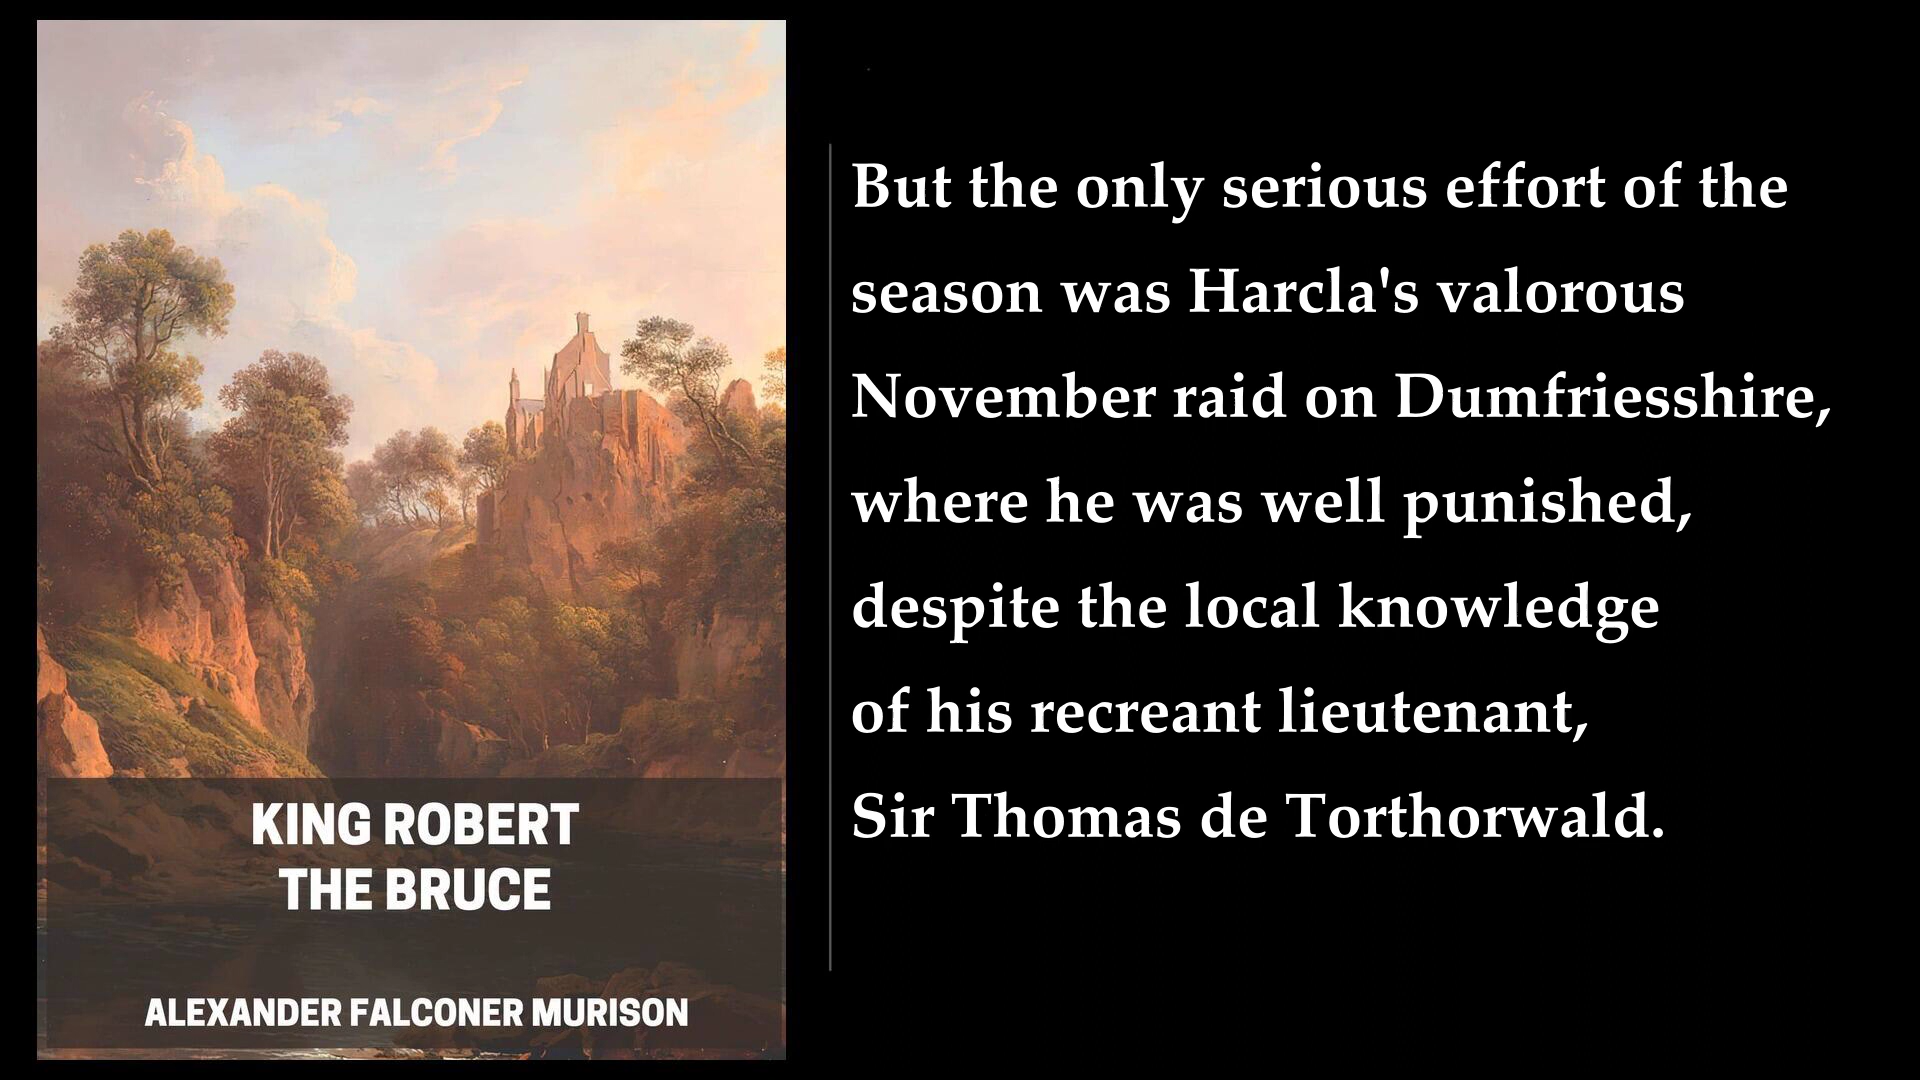 KING ROBERT
THE BRUCE
ALEXANDER FALCONER MURISON
But the only serious effort of the
season was Harcla's valorous
November raid on Dumfriesshire,
where he was well punished,
despite the local knowledge
of his recreant lieutenant,
Sir Thomas de Torthorwald.